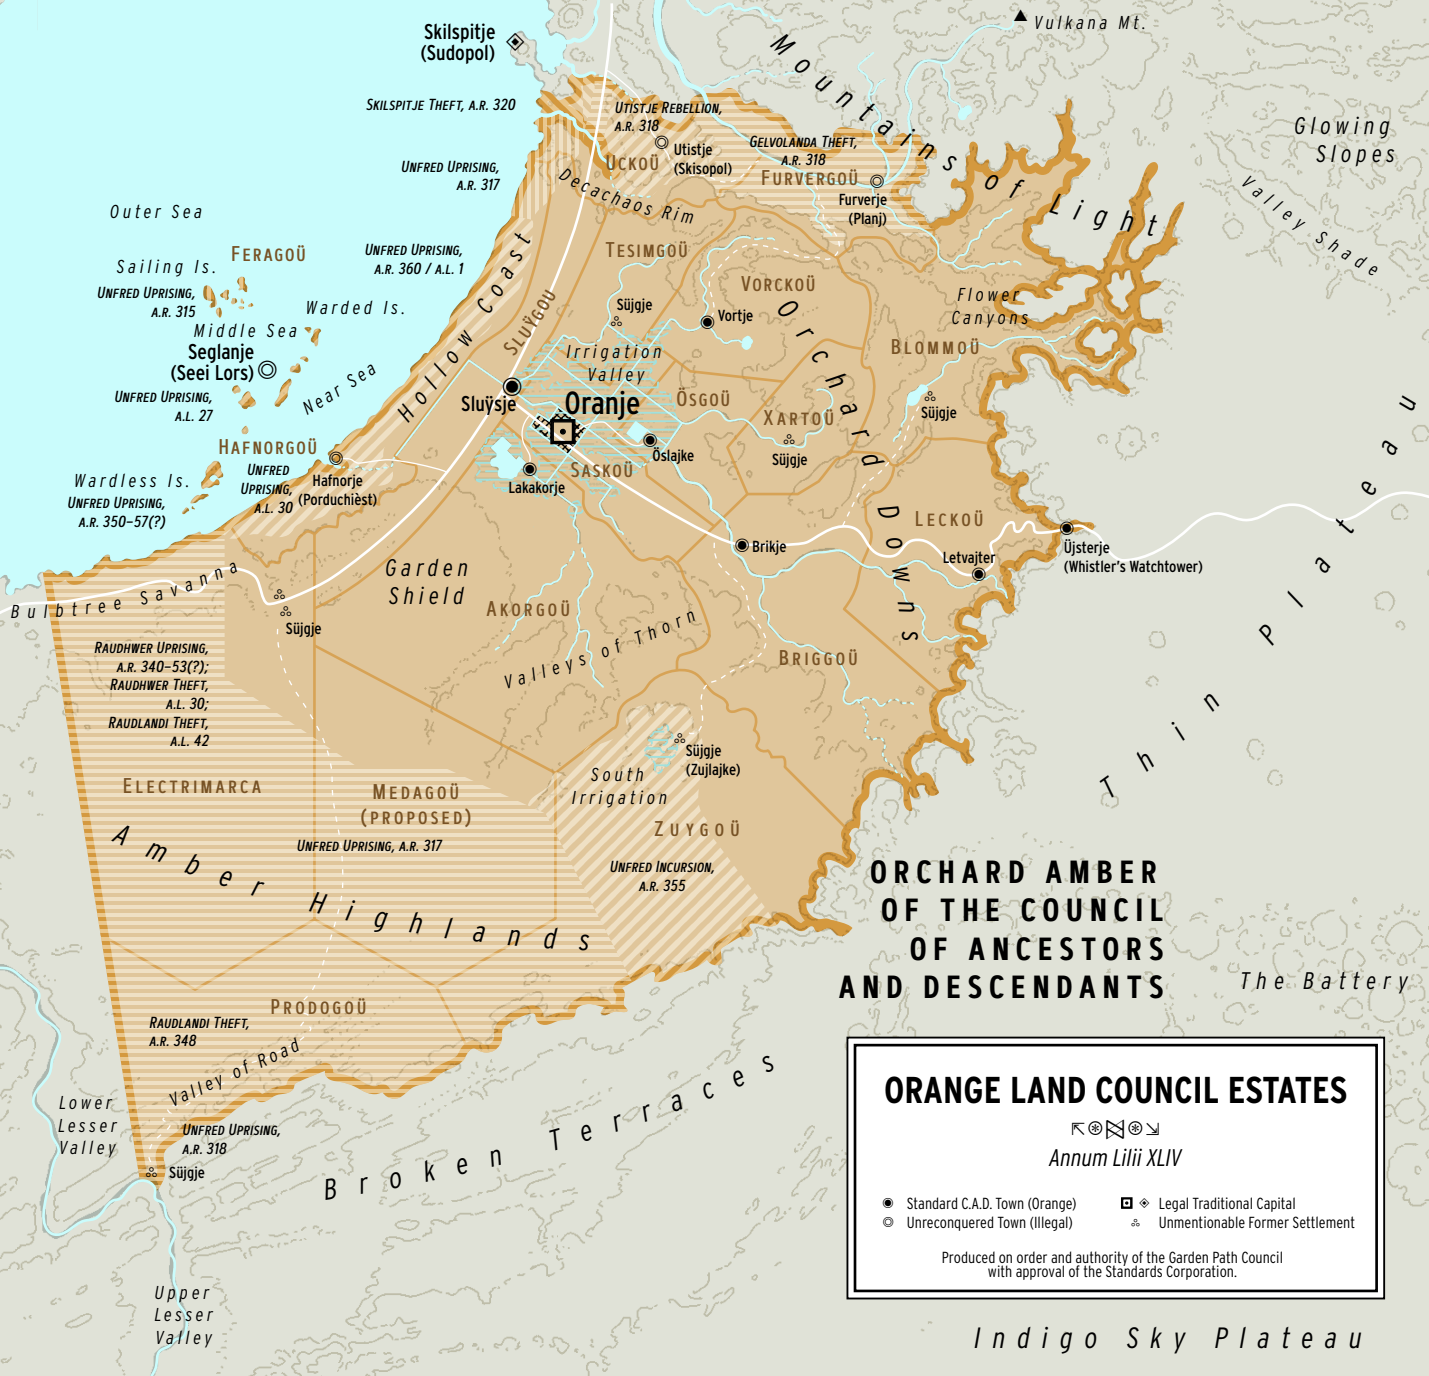 Skilspitje
(Sudopol)
Vulkana Mt.
Mountains of Light
Glowing
Slopes
Valley Shade
Skilspitje Theft, A.R. 320
Utistje Rebellion,
A.R. 318
Utistje
(Skisopol)
Uckoü
Gelvolanda Theft,
A.R. 318
Furvergoü
Furverje
(Planj)
Decachaos Rim
Unfred Uprising,
A.R. 317
Outer Sea
Feragoü
Sailing Is.
Unfred Uprising,
A.R. 315
Unfred Uprising,
A.R. 360 / A.L. 1
Warded Is.
Middle Sea
Seglanje
(Seei Lors)
Near Sea
Unfred Uprising,
A.L. 27
Hollow Coast
Sluÿgou
Tesimgoü
Süjgje
Vorckoü
Vortje
Flower
Canyons
Blommoü
Süjgje
Irrigation
Valley
Orchard Downs
Sluÿsje
Oranje
Ösgoü
Öslajke
Xartoü
Süjgje
Saskoü
Lakakorje
Hafnorgoü
Unfred
Uprising,
A.L. 30
Hafnorje
(Porduchièst)
Wardless Is.
Unfred Uprising,
A.R. 350–57(?)
Brikje
Leckoü
Letvajter
Üjsterje
(Whistler's Watchtower)
Thin Plateau
Bulbtree Savanna
Süjgje
Garden
Shield
Akorgoü
Valleys of Thorn
Briggoü
Raudhwer Uprising,
A.R. 340–53(?);
Raudhwer Theft,
A.L. 30;
Raudlandi Theft,
A.L. 42
Süjgje
(Zujlajke)
South
Irrigation
Zuygoü
Unfred Incursion,
A.R. 355
Electrimarca
Medagoü
(proposed)
Unfred Uprising, A.R. 317
Amber Highlands
Prodogoü
Raudlandi Theft,
A.R. 348
Valley of Road
Unfred Uprising,
A.R. 318
Süjgje
Lower
Lesser
Valley
Upper
Lesser
Valley
Broken Terraces
ORCHARD AMBER
OF THE COUNCIL
OF ANCESTORS
AND DESCENDANTS
The Battery
ORANGE LAND COUNCIL ESTATES
Annum Lilii XLIV
Standard C.A.D. Town (Orange)
Unreconquered Town (Illegal)
Legal Traditional Capital
Unmentionable Former Settlement
Produced on order and authority of the Garden Path Council
with approval of the Standards Corporation.
Indigo Sky Plateau